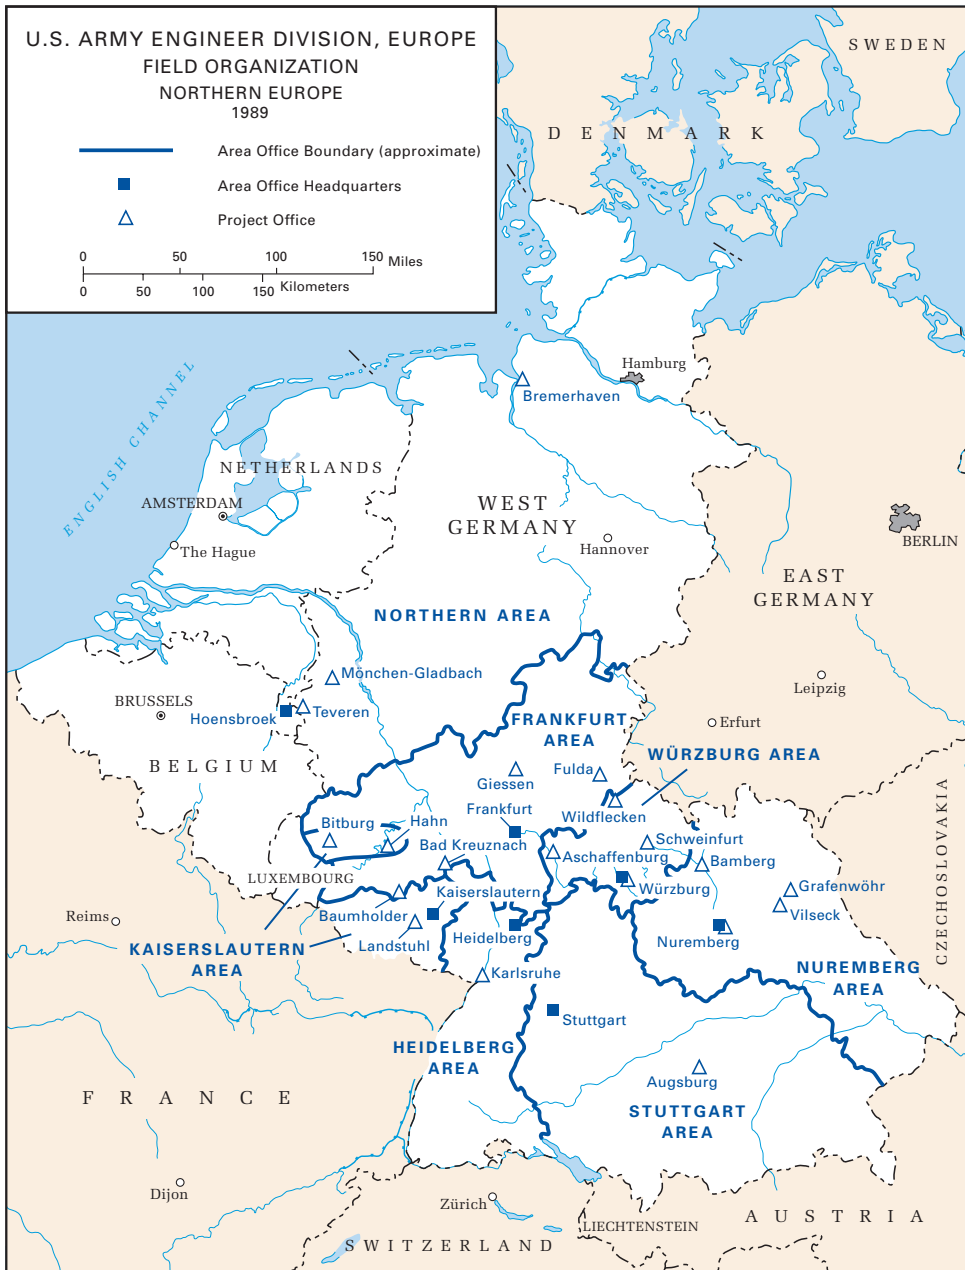 U.S. ARMY ENGINEER DIVISION, EUROPE
FIELD ORGANIZATION
NORTHERN EUROPE
1989
Area Office Boundary (approximate)
Area Office Headquarters
Project Office
0 50 100 150 Miles
0 50 100 150 Kilometers
SWEDEN
DENMARK
Hamburg
Bremerhaven
ENGLISH CHANNEL
NETHERLANDS
AMSTERDAM
The Hague
WEST
GERMANY
Hannover
BERLIN
EAST
GERMANY
NORTHERN AREA
Mönchen-Gladbach
Leipzig
BRUSSELS
Hoensbroek
Teveren
FRANKFURT
AREA
Erfurt
WÜRZBURG AREA
BELGIUM
Giessen
Fulda
Wildflecken
CZECHOSLOVAKIA
Bitburg
Hahn
Frankfurt
Bad Kreuznach
Schweinfurt
Aschaffenburg
Bamberg
LUXEMBOURG
Kaiserslautern
Würzburg
Grafenwöhr
Vilseck
Reims
Baumholder
Landstuhl
Heidelberg
Nuremberg
KAISERSLAUTERN
AREA
Karlsruhe
NUREMBERG
AREA
Stuttgart
HEIDELBERG
AREA
Augsburg
FRANCE
STUTTGART
AREA
Dijon
Zürich
LIECHTENSTEIN
AUSTRIA
SWITZERLAND